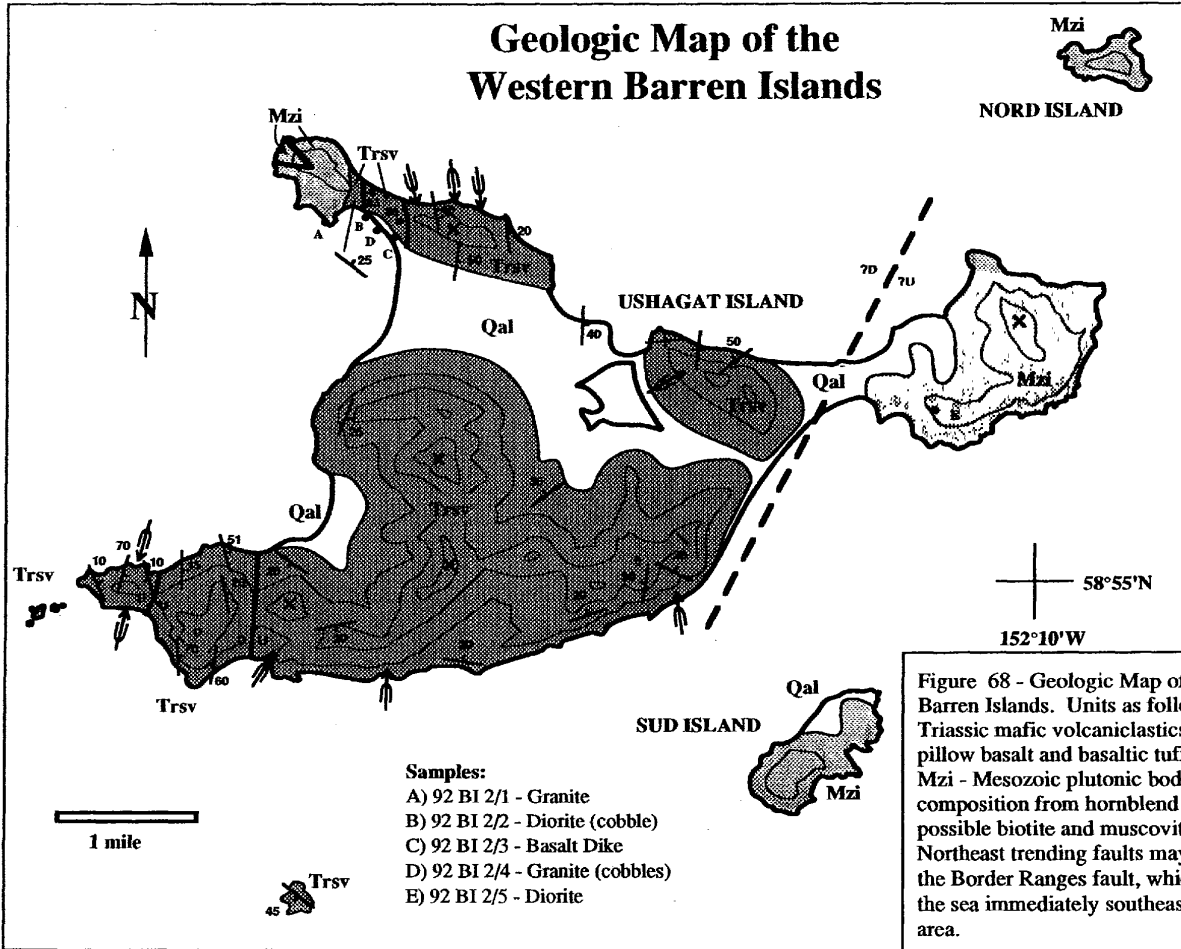 Geologic Map of the
Western Barren Islands
Mzi
NORD ISLAND
Mzi
Trsv
A
B
D
C
25
20
Trsv
N
?D
?U
USHAGAT ISLAND
Qal
40
50
Qal
Trsv
Mzi
E
Trsv
Qal
70
10
10
51
Trsv
60
Trsv
58°55'N
152°10'W
Qal
SUD ISLAND
Mzi
1 mile
Trsv
45
Samples:
A) 92 BI 2/1 - Granite
B) 92 BI 2/2 - Diorite (cobble)
C) 92 BI 2/3 - Basalt Dike
D) 92 BI 2/4 - Granite (cobbles)
E) 92 BI 2/5 - Diorite
Figure 68 - Geologic Map of
Barren Islands. Units as follo
Triassic mafic volcaniclastics
pillow basalt and basaltic tuf
Mzi - Mesozoic plutonic bod
composition from hornblend
possible biotite and muscovit
Northeast trending faults may
the Border Ranges fault, whi
the sea immediately southeas
area.